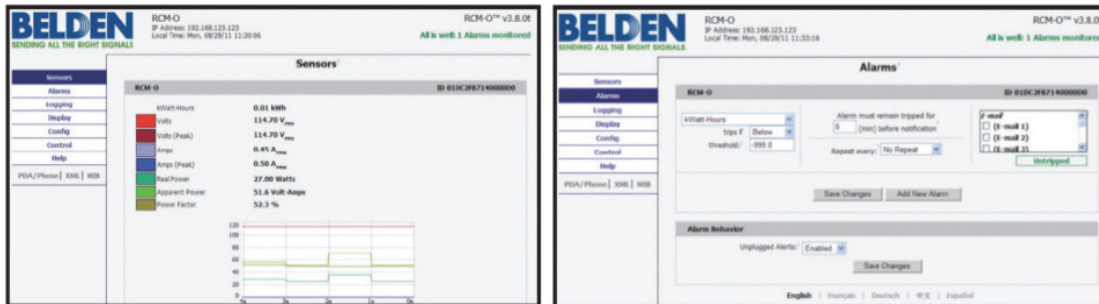 BELDEN
SENDING ALL THE RIGHT SIGNALS
RCM-O
IP Address: 192.168.123.123
Local Time: Mon, 08/29/11 11:30:06
RCM-O™ v3.8.0t
All is well: 1 Alarms monitored
Sensors
Alarms
Logging
Display
Config
Control
Help
PDA/Phone | XML | MIB
Sensors?
RCM-O ID 01DC2FB714000000
kWatt-Hours 0.01 kWh
Volts 114.70 Vrms
Volts (Peak) 114.70 Vrms
Amps 0.45 Arms
Amps (Peak) 0.50 Arms
Real Power 27.00 Watts
Apparent Power 51.6 Volt-Amps
Power Factor 52.3 %
120
100
80
60
40
20
0
BELDEN
SENDING ALL THE RIGHT SIGNALS
RCM-O
IP Address: 192.168.123.123
Local Time: Mon, 08/29/11 11:33:16
RCM-O™ v3.8.0
All is well: 1 Alarms monitore
Sensors
Alarms
Logging
Display
Config
Control
Help
PDA/Phone | XML | MIB
Alarms?
RCM-O ID 01DC2FB714000000
kWatt-Hours
trips if Below
threshold: -999.0
Alarm must remain tripped for
0 (min) before notification
Repeat every: No Repeat
E-mail
(E-mail 1)
(E-mail 2)
(E-mail 3)
Untripped
Save Changes Add New Alarm
Alarm Behavior
Unplugged Alerts: Enabled
Save Changes
English | Français | Deutsch | 中文 | Español